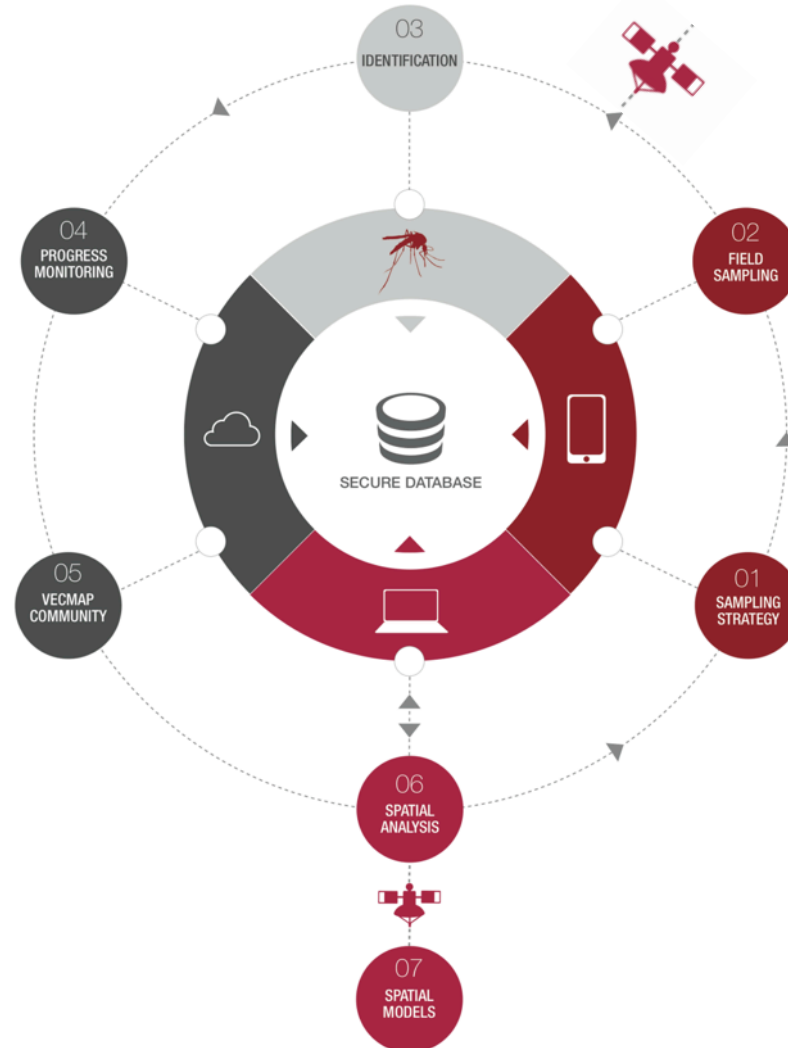 03
IDENTIFICATION
04
PROGRESS
MONITORING
02
FIELD
SAMPLING
SECURE DATABASE
05
VECMAP
COMMUNITY
01
SAMPLING
STRATEGY
06
SPATIAL
ANALYSIS
07
SPATIAL
MODELS